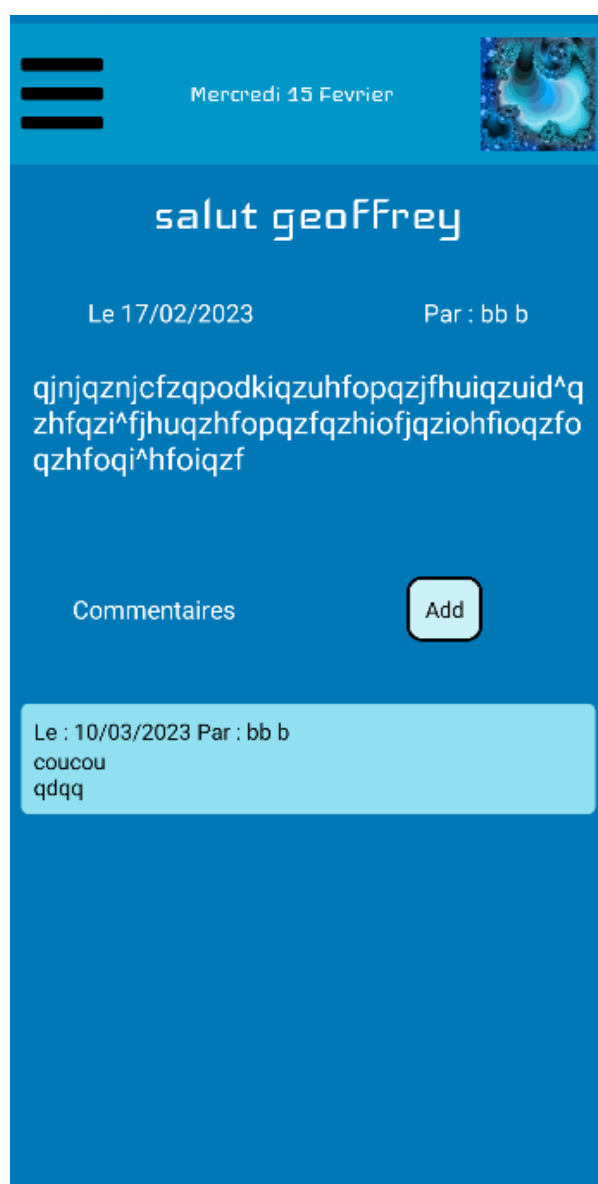 Mercredi 15 Fevrier
salut geoffrey
Le 17/02/2023 Par : bb b
qjnjqznjcfzqpodkiqzuhfopqzjfhuiqzuid^q
zhfqzi^fjhuqzhfopqzfqzhiofjqziohfioqzfo
qzhfoqi^hfoiqzf
Commentaires Add
Le : 10/03/2023 Par : bb b
coucou
qdqq